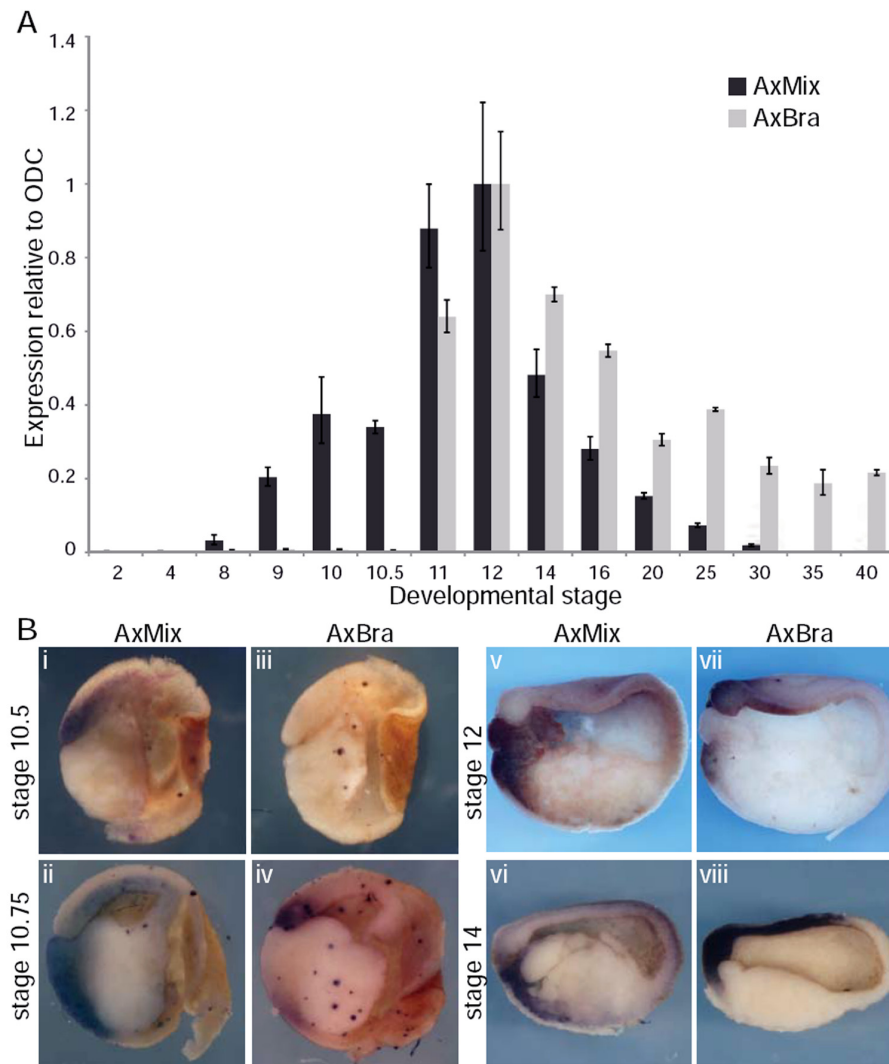 A
1.4
1.2
1
0.8
0.6
0.4
0.2
0
Expression relative to ODC
AxMix
AxBra
2 4 8 9 10 10.5 11 12 14 16 20 25 30 35 40
Developmental stage
B
AxMix AxBra AxMix AxBra
stage 10.5
i iii
stage 12
v vii
stage 10.75
ii iv
stage 14
vi viii